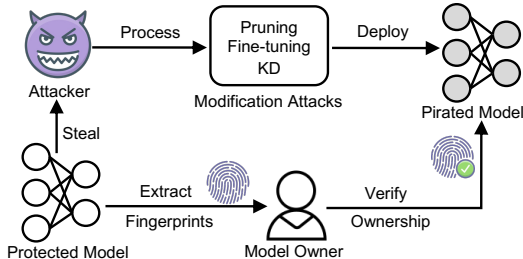 Process
Pruning
Fine-tuning
KD
Deploy
Attacker
Modification Attacks
Pirated Model
Steal
Extract
Fingerprints
Verify
Ownership
Protected Model
Model Owner